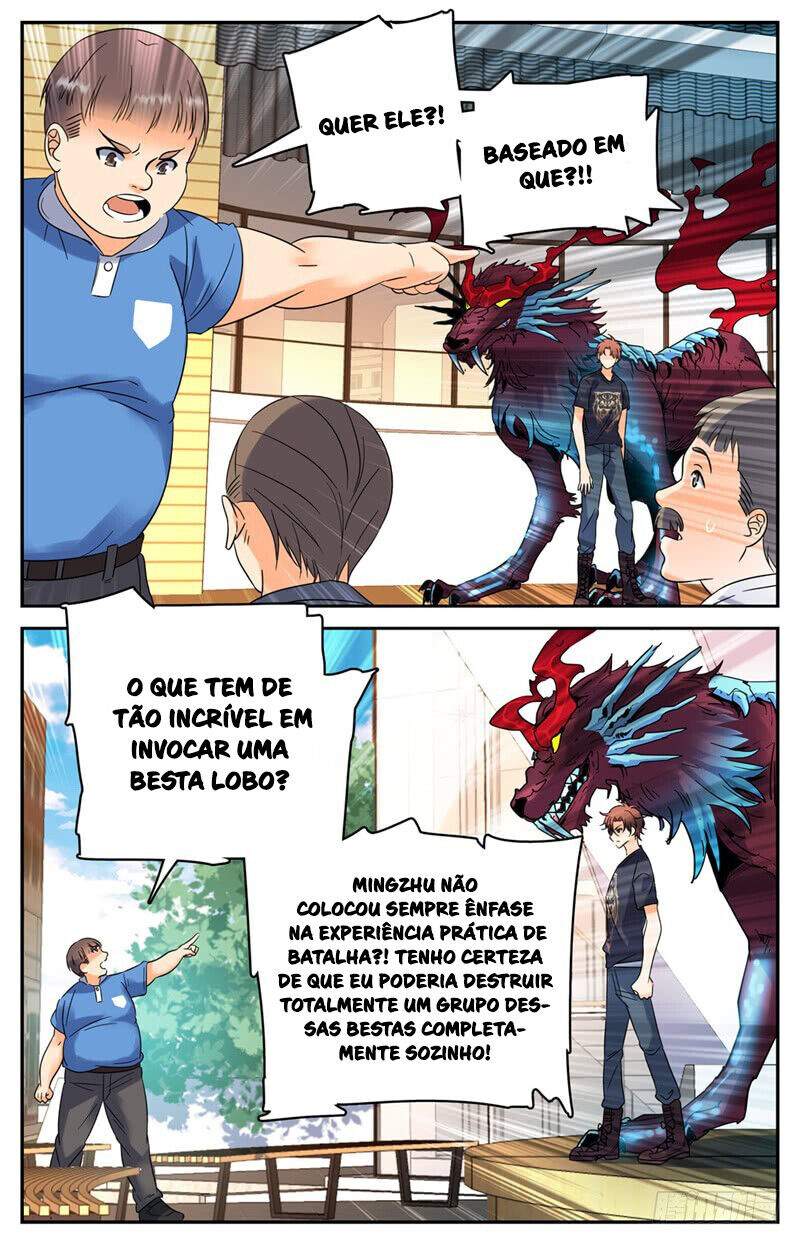 QUER ELE?!
BASEADO EM
QUE?!!
O QUE TEM DE
TÃO INCRÍVEL EM
INVOCAR UMA
BESTA LOBO?
MINGZHU NÃO
COLOCOU SEMPRE ÊNFASE
NA EXPERIÊNCIA PRÁTICA DE
BATALHA?! TENHO CERTEZA
DE QUE EU PODERIA DESTRUIR
TOTALMENTE UM GRUPO DES-
SAS BESTAS COMPLETA-
MENTE SOZINHO!